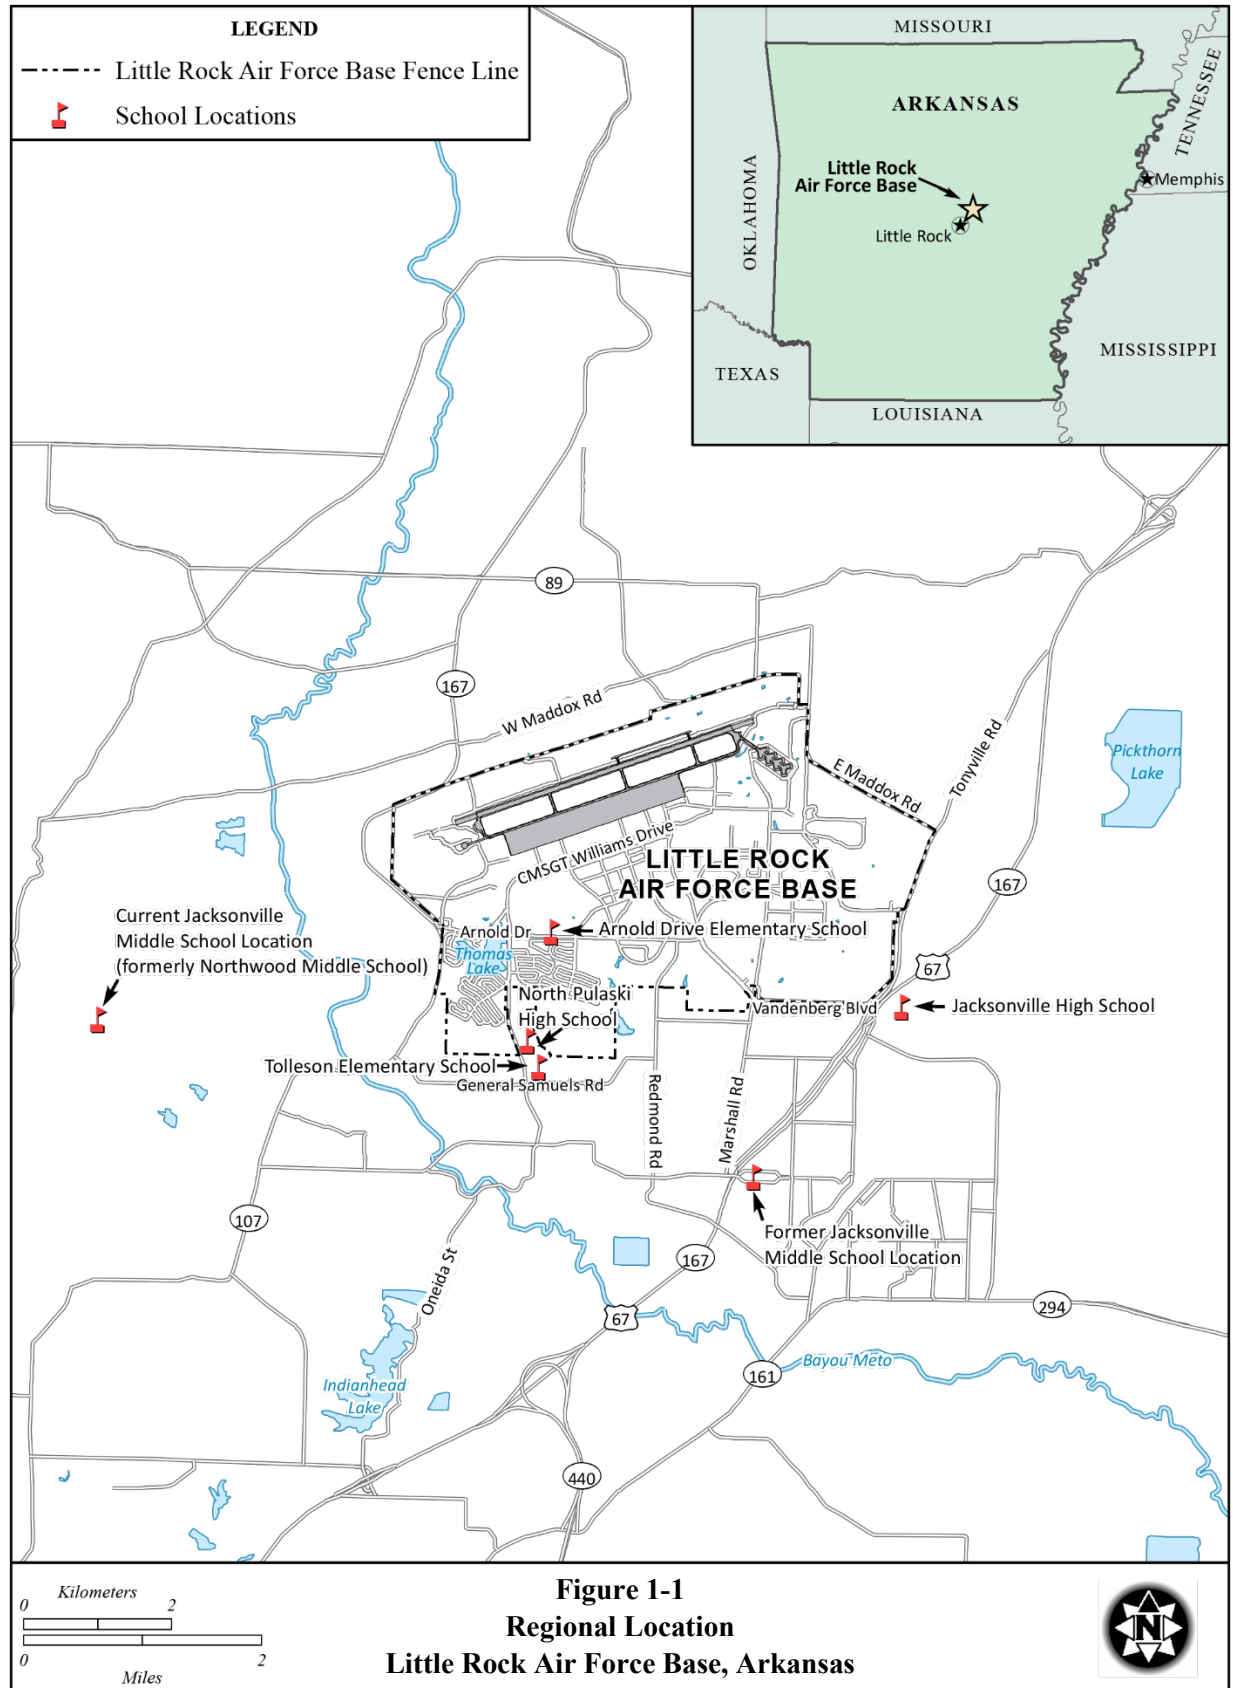 LEGEND
Little Rock Air Force Base Fence Line
School Locations
MISSOURI
ARKANSAS
TENNESSEE
OKLAHOMA
Little Rock
Air Force Base
Memphis
Little Rock
MISSISSIPPI
TEXAS
LOUISIANA
89
167
W Maddox Rd
Tonyville Rd
Pickthorn
Lake
E Maddox Rd
CMSGT Williams Drive
LITTLE ROCK
AIR FORCE BASE
167
Current Jacksonville
Middle School Location
(formerly Northwood Middle School)
Arnold Dr
Arnold Drive Elementary School
Thomas
Lake
67
North Pulaski
High School
Vandenberg Blvd
Jacksonville High School
Tolleson Elementary School
General Samuels Rd
Redmond Rd
Marshall Rd
107
Former Jacksonville
Middle School Location
167
Oneida St
294
67
Bayou Meto
161
Indianhead
Lake
440
Kilometers
0 2
0 2
Miles
Figure 1-1
Regional Location
Little Rock Air Force Base, Arkansas
N